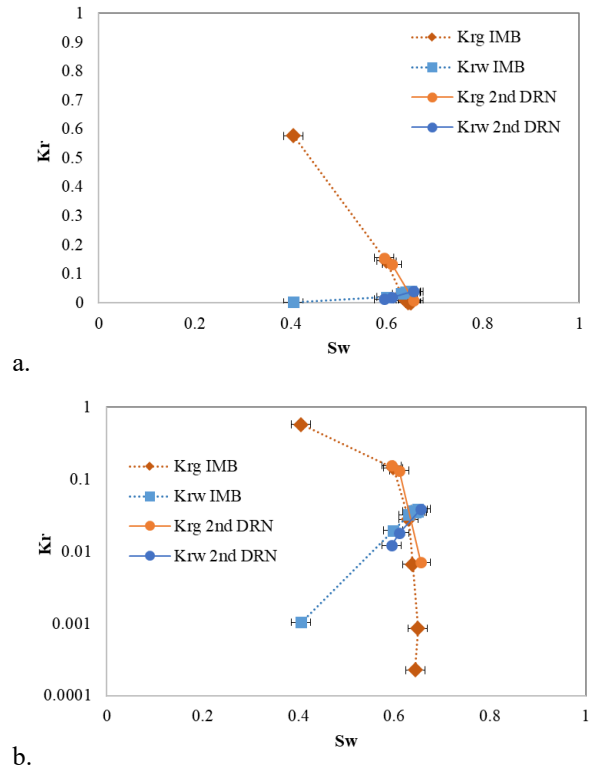 1
0.9
0.8
0.7
0.6
0.5
0.4
0.3
0.2
0.1
0
Kr
Krg IMB
Krw IMB
Krg 2nd DRN
Krw 2nd DRN
0 0.2 0.4 0.6 0.8 1
Sw
a.
1
0.1
0.01
0.001
0.0001
Kr
Krg IMB
Krw IMB
Krg 2nd DRN
Krw 2nd DRN
0 0.2 0.4 0.6 0.8 1
Sw
b.